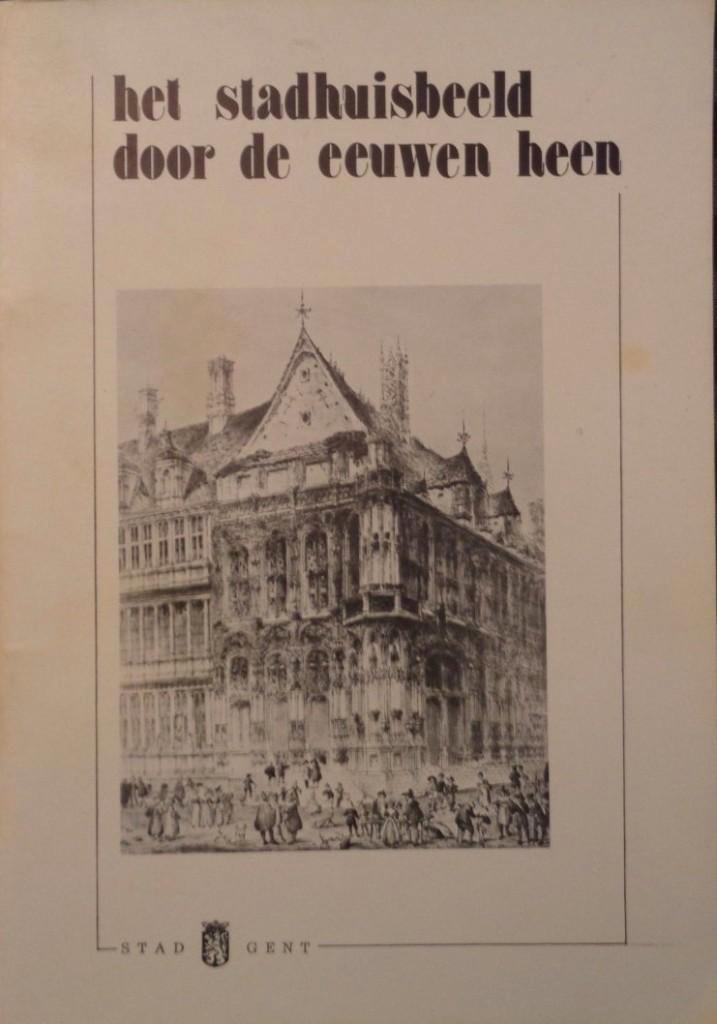 het stadhuisbeeld
door de eeuwen heen
STAD GENT